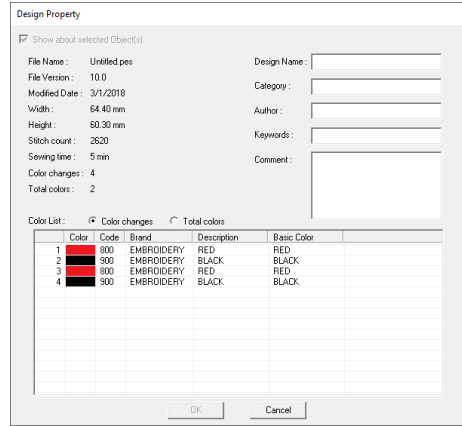 Design Property
Show about selected Object(s).
File Name : Untitled.pes
File Version : 10.0
Modified Date : 3/1/2018
Width : 64.40 mm
Height : 60.30 mm
Stitch count : 2620
Sewing time : 5 min
Color changes : 4
Total colors : 2
Design Name :
Category :
Author :
Keywords :
Comment :
Color List : Color changes Total colors
Color Code Brand Description Basic Color
1 800 EMBROIDERY RED RED
2 900 EMBROIDERY BLACK BLACK
3 800 EMBROIDERY RED RED
4 900 EMBROIDERY BLACK BLACK
OK Cancel